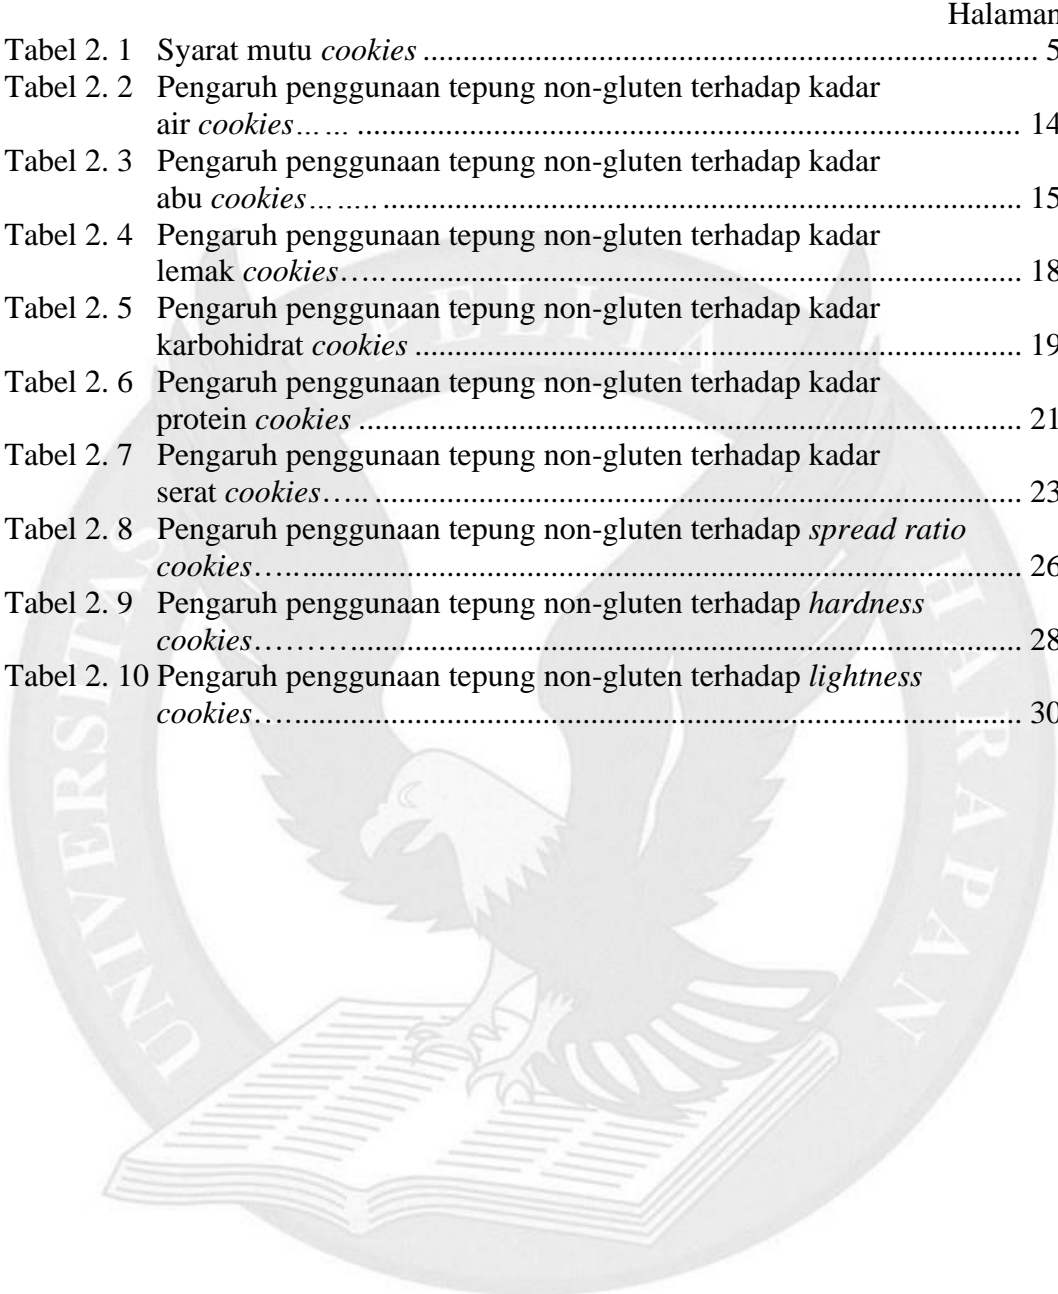 Halaman
Tabel 2. 1 Syarat mutu cookies .......................................................................... 5
Tabel 2. 2 Pengaruh penggunaan tepung non-gluten terhadap kadar
air cookies…… ................................................................................ 14
Tabel 2. 3 Pengaruh penggunaan tepung non-gluten terhadap kadar
abu cookies…….. ............................................................................. 15
Tabel 2. 4 Pengaruh penggunaan tepung non-gluten terhadap kadar
lemak cookies….. ............................................................................ 18
Tabel 2. 5 Pengaruh penggunaan tepung non-gluten terhadap kadar
karbohidrat cookies ......................................................................... 19
Tabel 2. 6 Pengaruh penggunaan tepung non-gluten terhadap kadar
protein cookies ................................................................................ 21
Tabel 2. 7 Pengaruh penggunaan tepung non-gluten terhadap kadar
serat cookies….. .............................................................................. 23
Tabel 2. 8 Pengaruh penggunaan tepung non-gluten terhadap spread ratio
cookies…....................................................................................... 26
Tabel 2. 9 Pengaruh penggunaan tepung non-gluten terhadap hardness
cookies………................................................................................ 28
Tabel 2. 10 Pengaruh penggunaan tepung non-gluten terhadap lightness
cookies…....................................................................................... 30
UNIVERSITAS PELITA HARAPAN